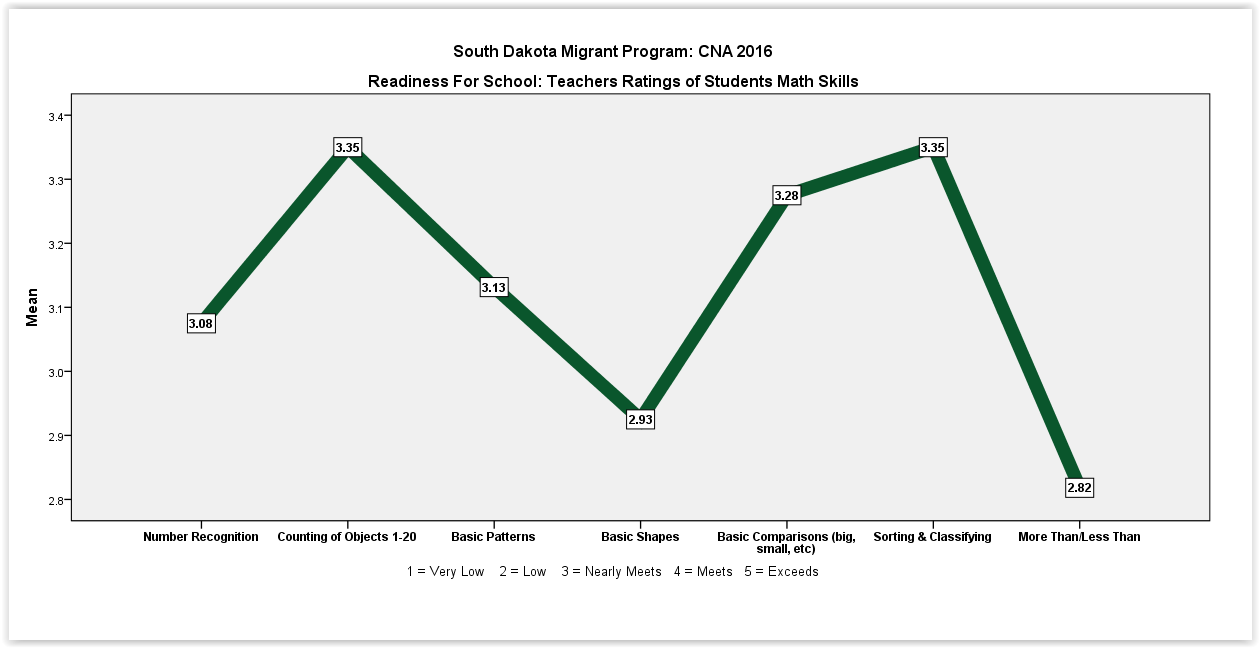 South Dakota Migrant Program: CNA 2016
Readiness For School: Teachers Ratings of Students Math Skills
3.4
3.3
3.2
3.1
3.0
2.9
2.8
Mean
3.08
3.35
3.13
2.93
3.28
3.35
2.82
Number Recognition
Counting of Objects 1-20
Basic Patterns
Basic Shapes
Basic Comparisons (big,
small, etc)
Sorting & Classifying
More Than/Less Than
1 = Very Low 2 = Low 3 = Nearly Meets 4 = Meets 5 = Exceeds